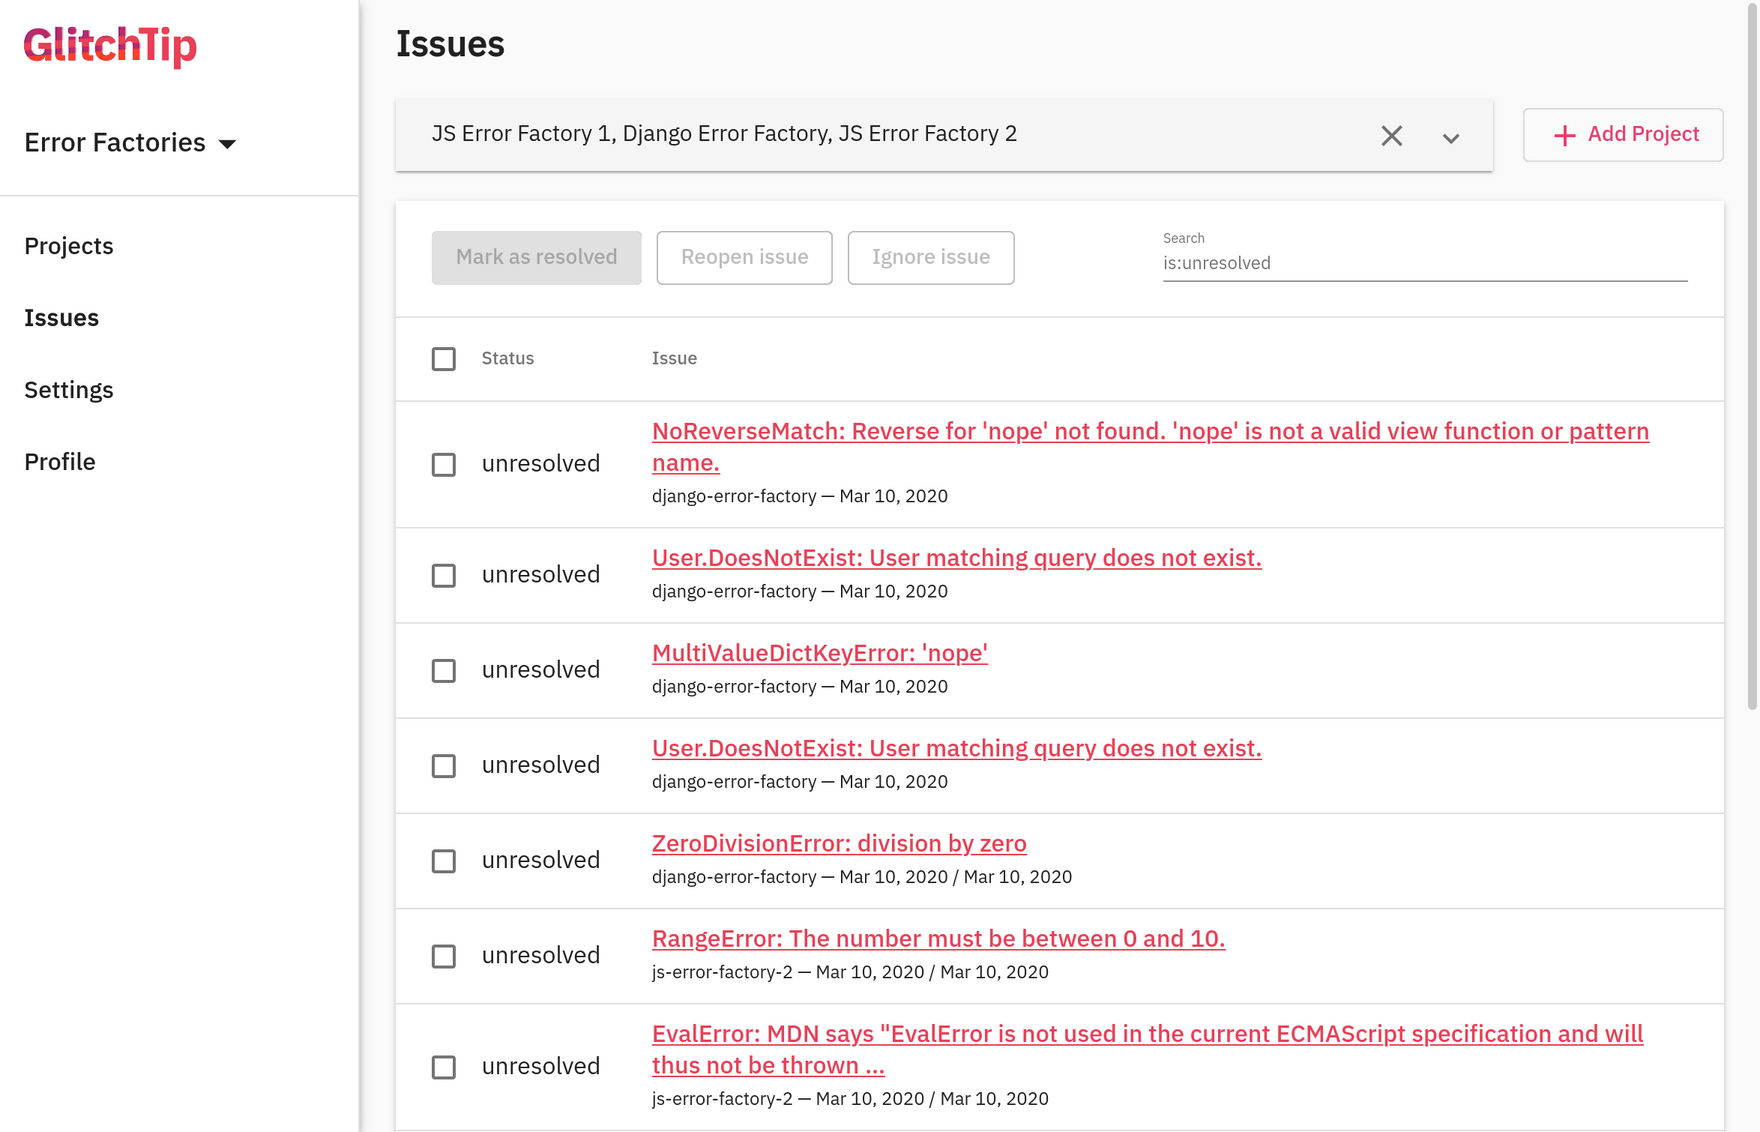 GlitchTip
Error Factories
Projects
Issues
Settings
Profile
Issues
JS Error Factory 1, Django Error Factory, JS Error Factory 2
Add Project
Mark as resolved
Reopen issue
Ignore issue
Search
is:unresolved
Status
Issue
unresolved
NoReverseMatch: Reverse for 'nope' not found. 'nope' is not a valid view function or pattern
name.
django-error-factory — Mar 10, 2020
unresolved
User.DoesNotExist: User matching query does not exist.
django-error-factory — Mar 10, 2020
unresolved
MultiValueDictKeyError: 'nope'
django-error-factory — Mar 10, 2020
unresolved
User.DoesNotExist: User matching query does not exist.
django-error-factory — Mar 10, 2020
unresolved
ZeroDivisionError: division by zero
django-error-factory — Mar 10, 2020 / Mar 10, 2020
unresolved
RangeError: The number must be between 0 and 10.
js-error-factory-2 — Mar 10, 2020 / Mar 10, 2020
unresolved
EvalError: MDN says "EvalError is not used in the current ECMAScript specification and will
thus not be thrown ...
js-error-factory-2 — Mar 10, 2020 / Mar 10, 2020